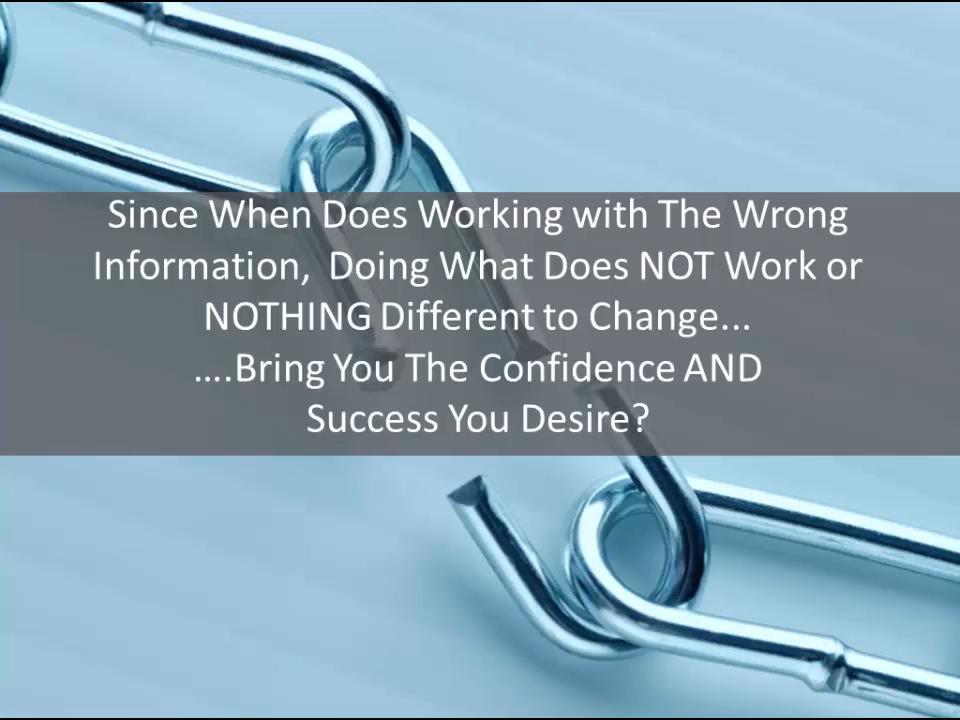 Since When Does Working with The Wrong
Information,  Doing What Does NOT Work or
NOTHING Different to Change...
....Bring You The Confidence AND
Success You Desire?